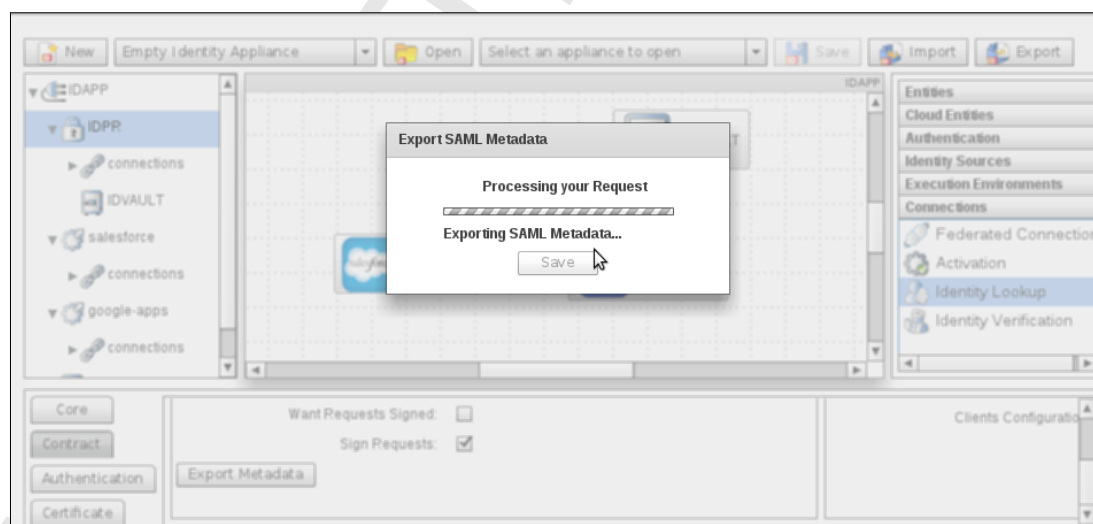 New Empty Identity Appliance Open Select an appliance to open Save Import Export
IDAPP
IDAPP
IDPR
connections
IDVAULT
salesforce
connections
google-apps
connections
Export SAML Metadata
Processing your Request
Exporting SAML Metadata...
Save
Entities
Cloud Entities
Authentication
Identity Sources
Execution Environments
Connections
Federated Connection
Activation
Identity Lookup
Identity Verification
Core
Contract
Authentication
Certificate
Want Requests Signed:
Sign Requests:
Export Metadata
Clients Configuratio